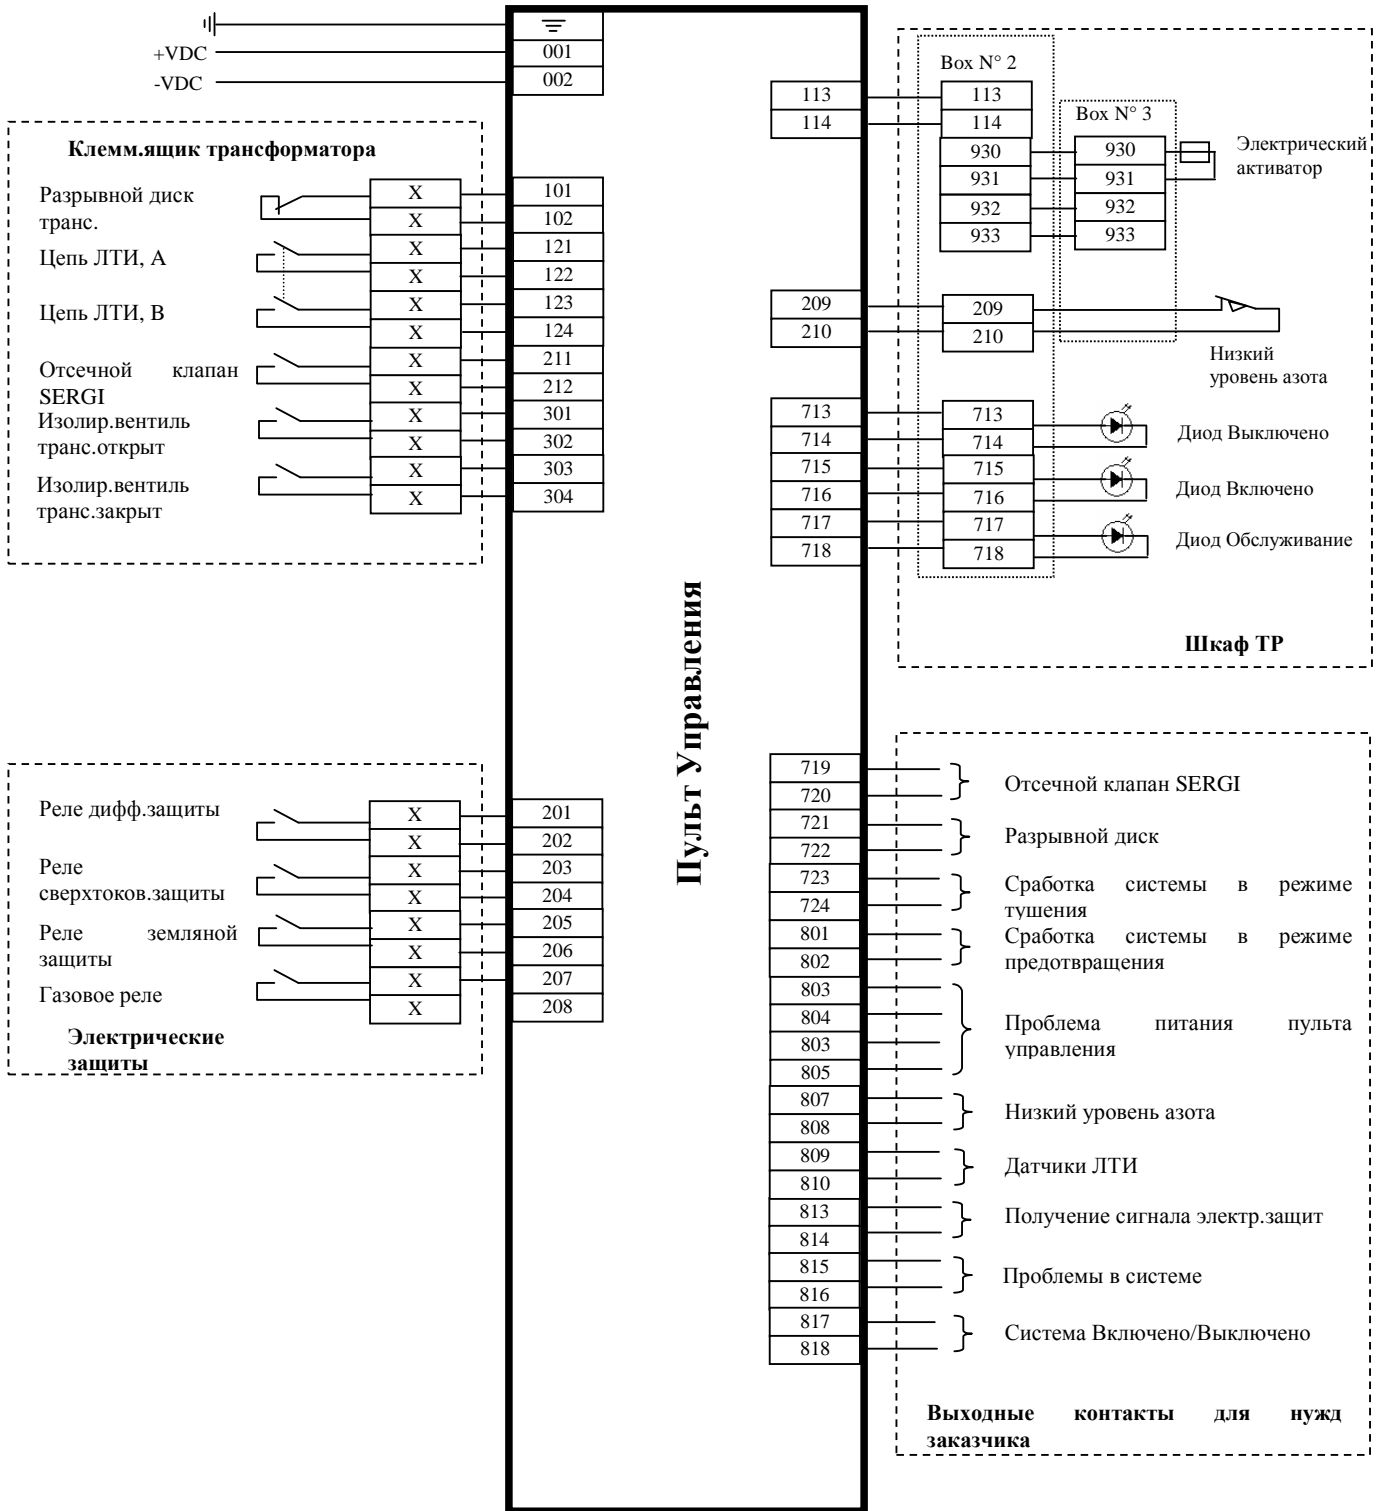 +VDC
-VDC
001
002
Клемм.ящик трансформатора
Разрывной диск
транс.
Цепь ЛТИ, А
Цепь ЛТИ, В
Отсечной клапан
SERGI
Изолир.вентиль
транс.открыт
Изолир.вентиль
транс.закрыт
X
X
X
X
X
X
X
X
X
X
X
X
101
102
121
122
123
124
211
212
301
302
303
304
Реле дифф.защиты
Реле
сверхтоков.защиты
Реле земляной
защиты
Газовое реле
Электрические
защиты
X
X
X
X
X
X
X
X
201
202
203
204
205
206
207
208
Пульт Управления
113
114
209
210
713
714
715
716
717
718
Box N° 2
113
114
930
931
932
933
209
210
713
714
715
716
717
718
Box N° 3
930
931
932
933
Электрический
активатор
Низкий
уровень азота
Диод Выключено
Диод Включено
Диод Обслуживание
Шкаф ТР
719
720
721
722
723
724
801
802
803
804
803
805
807
808
809
810
813
814
815
816
817
818
Отсечной клапан SERGI
Разрывной диск
Сработка системы в режиме
тушения
Сработка системы в режиме
предотвращения
Проблема питания пульта
управления
Низкий уровень азота
Датчики ЛТИ
Получение сигнала электр.защит
Проблемы в системе
Система Включено/Выключено
Выходные контакты для нужд
заказчика